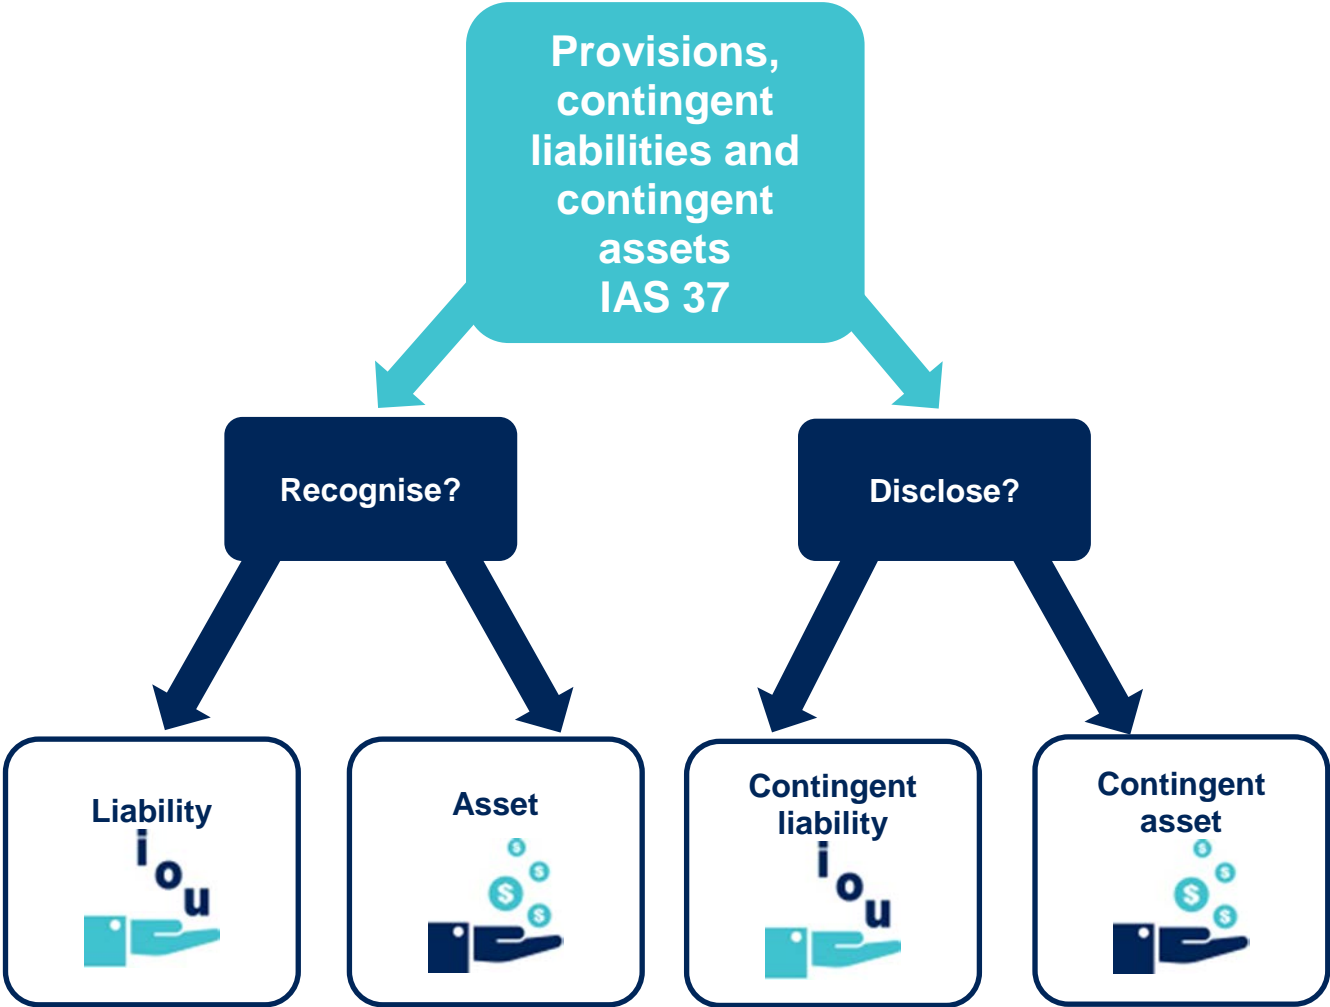 Provisions,
contingent
liabilities and
contingent
assets
IAS 37
Recognise?
Disclose?
Liability
i
o
u
Asset
$
$
$
$
Contingent
liability
i
o
u
Contingent
asset
$
$
$
$